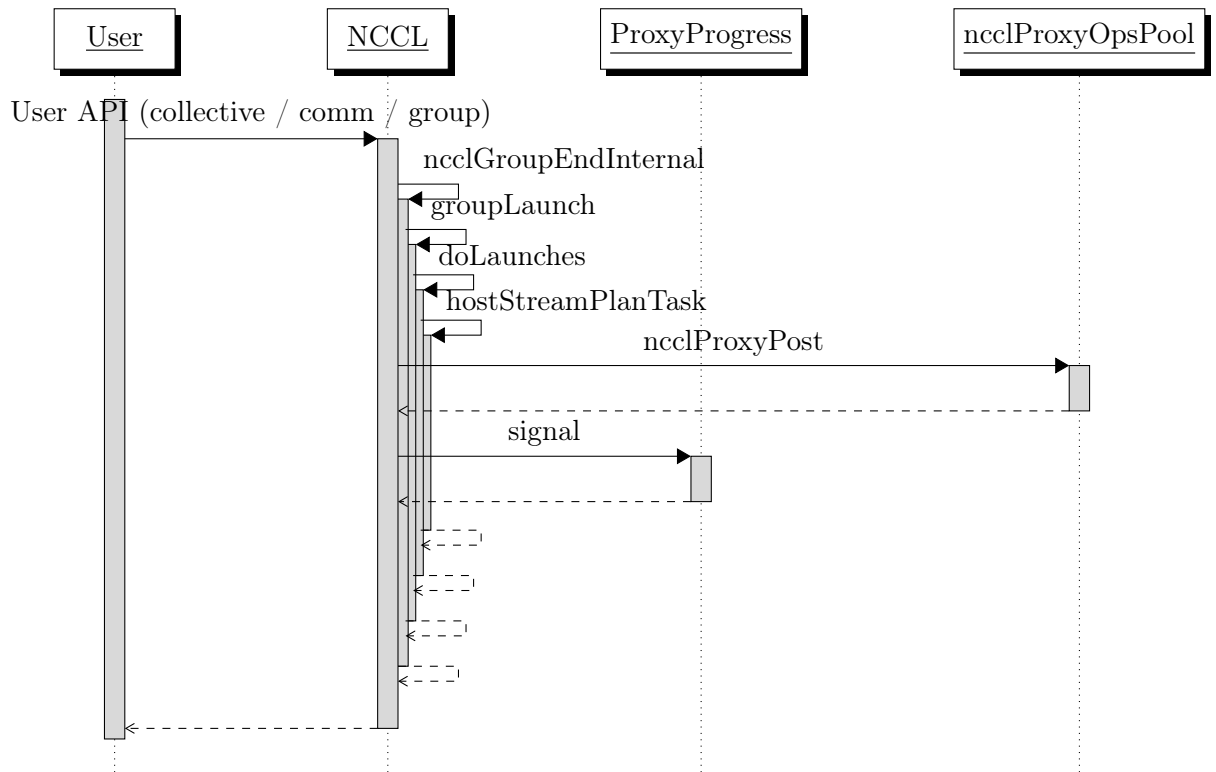 User
NCCL
ProxyProgress
ncclProxyOpsPool
User API (collective / comm / group)
ncclGroupEndInternal
groupLaunch
doLaunches
hostStreamPlanTask
ncclProxyPost
signal